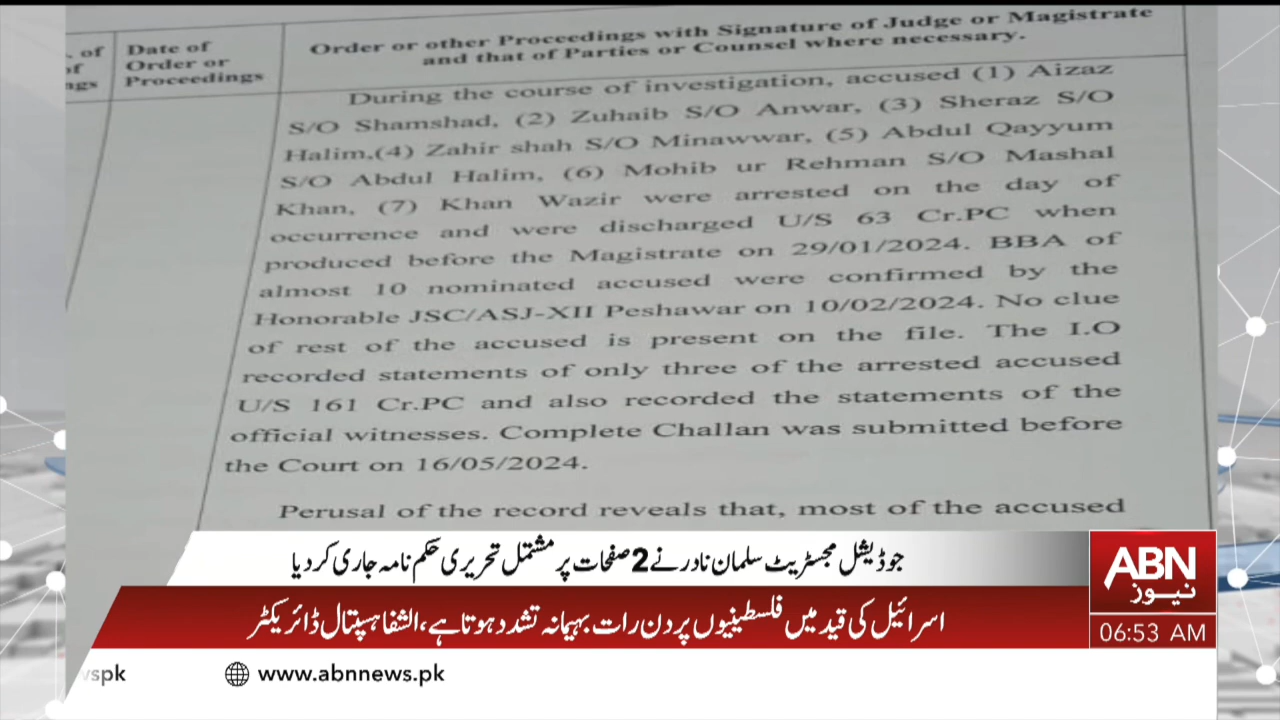 . of
of
ngs
Date of
Order or
Proceedings
Order or other Proceedings with Signature of Judge or Magistrate
and that of Parties or Counsel where necessary.
During the course of investigation, accused (1) Aizaz
S/O Shamshad, (2) Zuhaib S/O Anwar, (3) Sheraz S/O
Halim,(4) Zahir shah S/O Minawwar, (5) Abdul Qayyum
S/O Abdul Halim, (6) Mohib ur Rehman S/O Mashal
Khan, (7) Khan Wazir were arrested on the day of
occurrence and were discharged U/S 63 Cr.PC when
produced before the Magistrate on 29/01/2024. BBA of
almost 10 nominated accused were confirmed by the
Honorable JSC/ASJ-XII Peshawar on 10/02/2024. No clue
of rest of the accused is present on the file. The I.O
recorded statements of only three of the arrested accused
U/S 161 Cr.PC and also recorded the statements of the
official witnesses. Complete Challan was submitted before
the Court on 16/05/2024.
Perusal of the record reveals that, most of the accused
جوڈیشل مجسٹریٹ سلمان نادر نے 2 صفحات پر مشتمل تحریری حکم نامہ جاری کر دیا
اسرائیل کی قید میں فلسطینیوں پر دن رات بہیمانہ تشدد ہوتا ہے، الشفا ہسپتال ڈائریکٹر
ABN
نیوز
06:53 AM
vspk
www.abnnews.pk